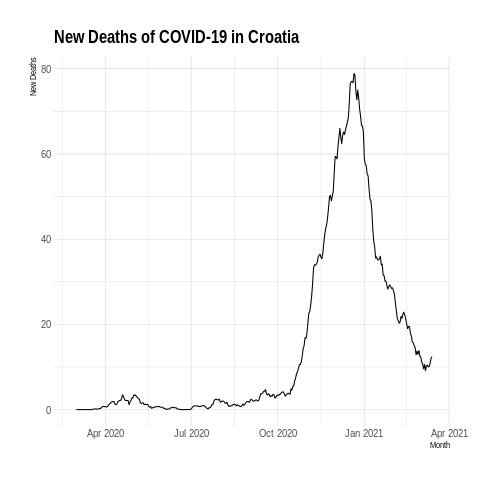 New Deaths of COVID-19 in Croatia
New Deaths
80
60
40
20
0
Apr 2020 Jul 2020 Oct 2020 Jan 2021 Apr 2021
Month